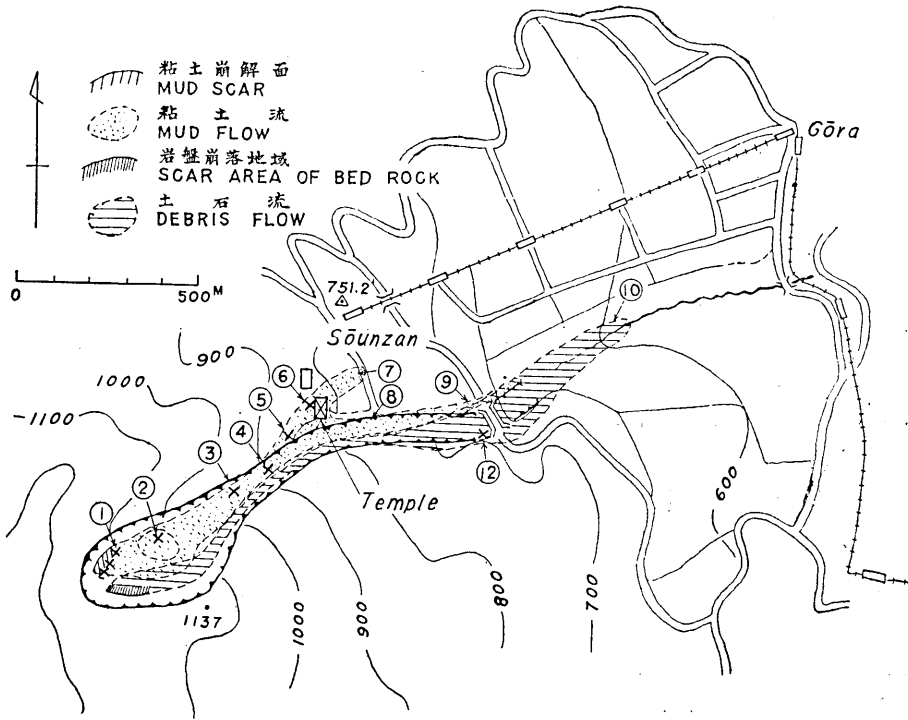 粘土崩解面
MUD SCAR
粘土流
MUD FLOW
岩盤崩落地域
SCAR AREA OF BED ROCK
土石流
DEBRIS FLOW
0 500M
Gōra
751.2
Sōunzan
⑩
900
⑥ ⑦
1000
⑤ ⑧ ⑨
1100
④
③
⑫
② Temple
①
600
1137
1000
900
800
700